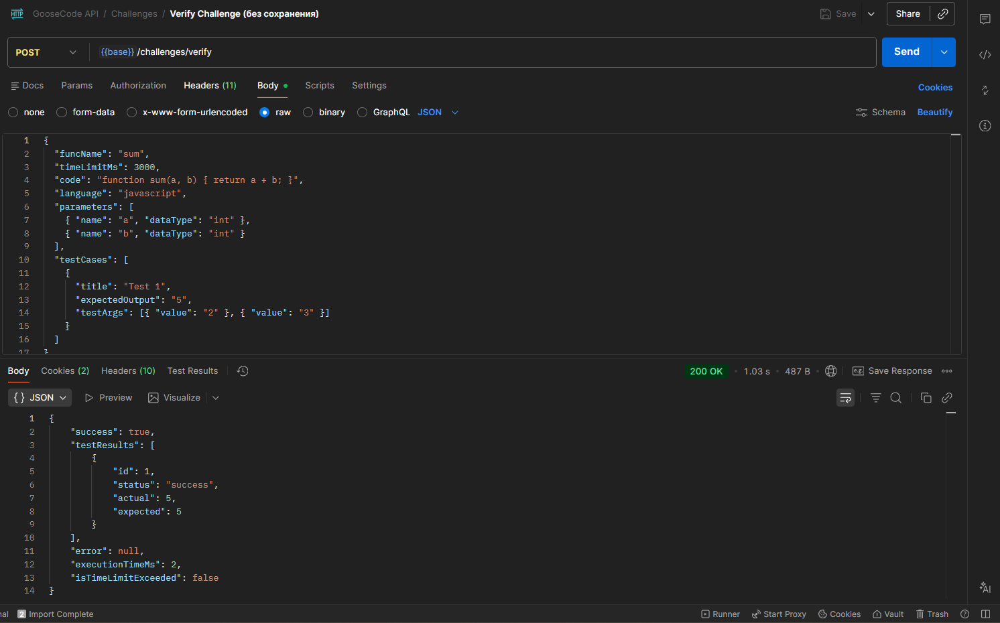 HTTP GooseCode API / Challenges / Verify Challenge (без сохранения) Save Share
POST {{base}} /challenges/verify Send
Docs Params Authorization Headers (11) Body Scripts Settings Cookies
none form-data x-www-form-urlencoded raw binary GraphQL JSON Schema Beautify
1 {
2 "funcName": "sum",
3 "timeLimitMs": 3000,
4 "code": "function sum(a, b) { return a + b; }",
5 "language": "javascript",
6 "parameters": [
7 { "name": "a", "dataType": "int" },
8 { "name": "b", "dataType": "int" }
9 ],
10 "testCases": [
11 {
12 "title": "Test 1",
13 "expectedOutput": "5",
14 "testArgs": [{ "value": "2" }, { "value": "3" }]
15 }
16 ]
17 }
Body Cookies (2) Headers (10) Test Results 200 OK • 1.03 s • 487 B • e.g. Save Response
{} JSON Preview Visualize
1 {
2 "success": true,
3 "testResults": [
4 {
5 "id": 1,
6 "status": "success",
7 "actual": 5,
8 "expected": 5
9 }
10 ],
11 "error": null,
12 "executionTimeMs": 2,
13 "isTimeLimitExceeded": false
14 }
AI
nal 2 Import Complete Runner Start Proxy Cookies Vault Trash